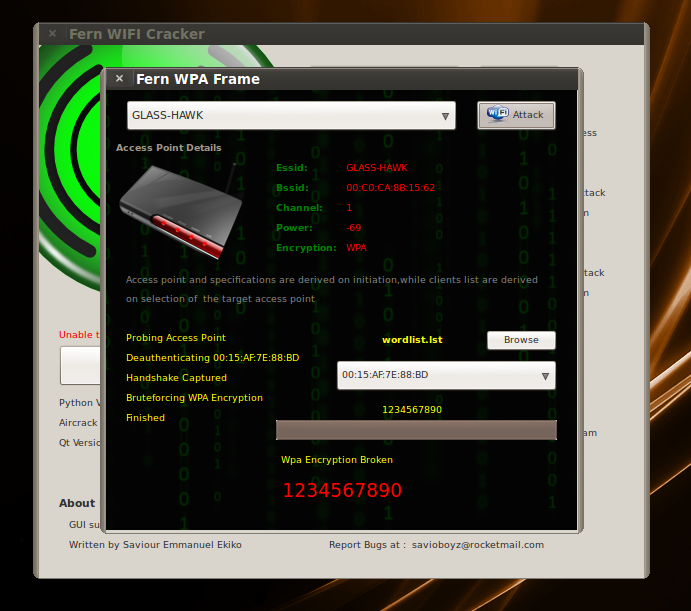 Fern WIFI Cracker
Fern WPA Frame
GLASS-HAWK
WiFi Attack
Access Point Details
Essid: GLASS-HAWK
Bssid: 00:C0:CA:8B:15:62
Channel: 1
Power: -69
Encryption: WPA
Access point and specifications are derived on initiation,while clients list are derived
on selection of the target access point
Probing Access Point
wordlist.lst
Browse
Deauthenticating 00:15:AF:7E:88:BD
Handshake Captured
00:15:AF:7E:88:BD
Bruteforcing WPA Encryption
1234567890
Finished
Wpa Encryption Broken
1234567890
ess
ttack
n
ttack
n
am
Unable t
Python V
Aircrack
Qt Versio
About
GUI su
Written by Saviour Emmanuel Ekiko
Report Bugs at : savioboyz@rocketmail.com